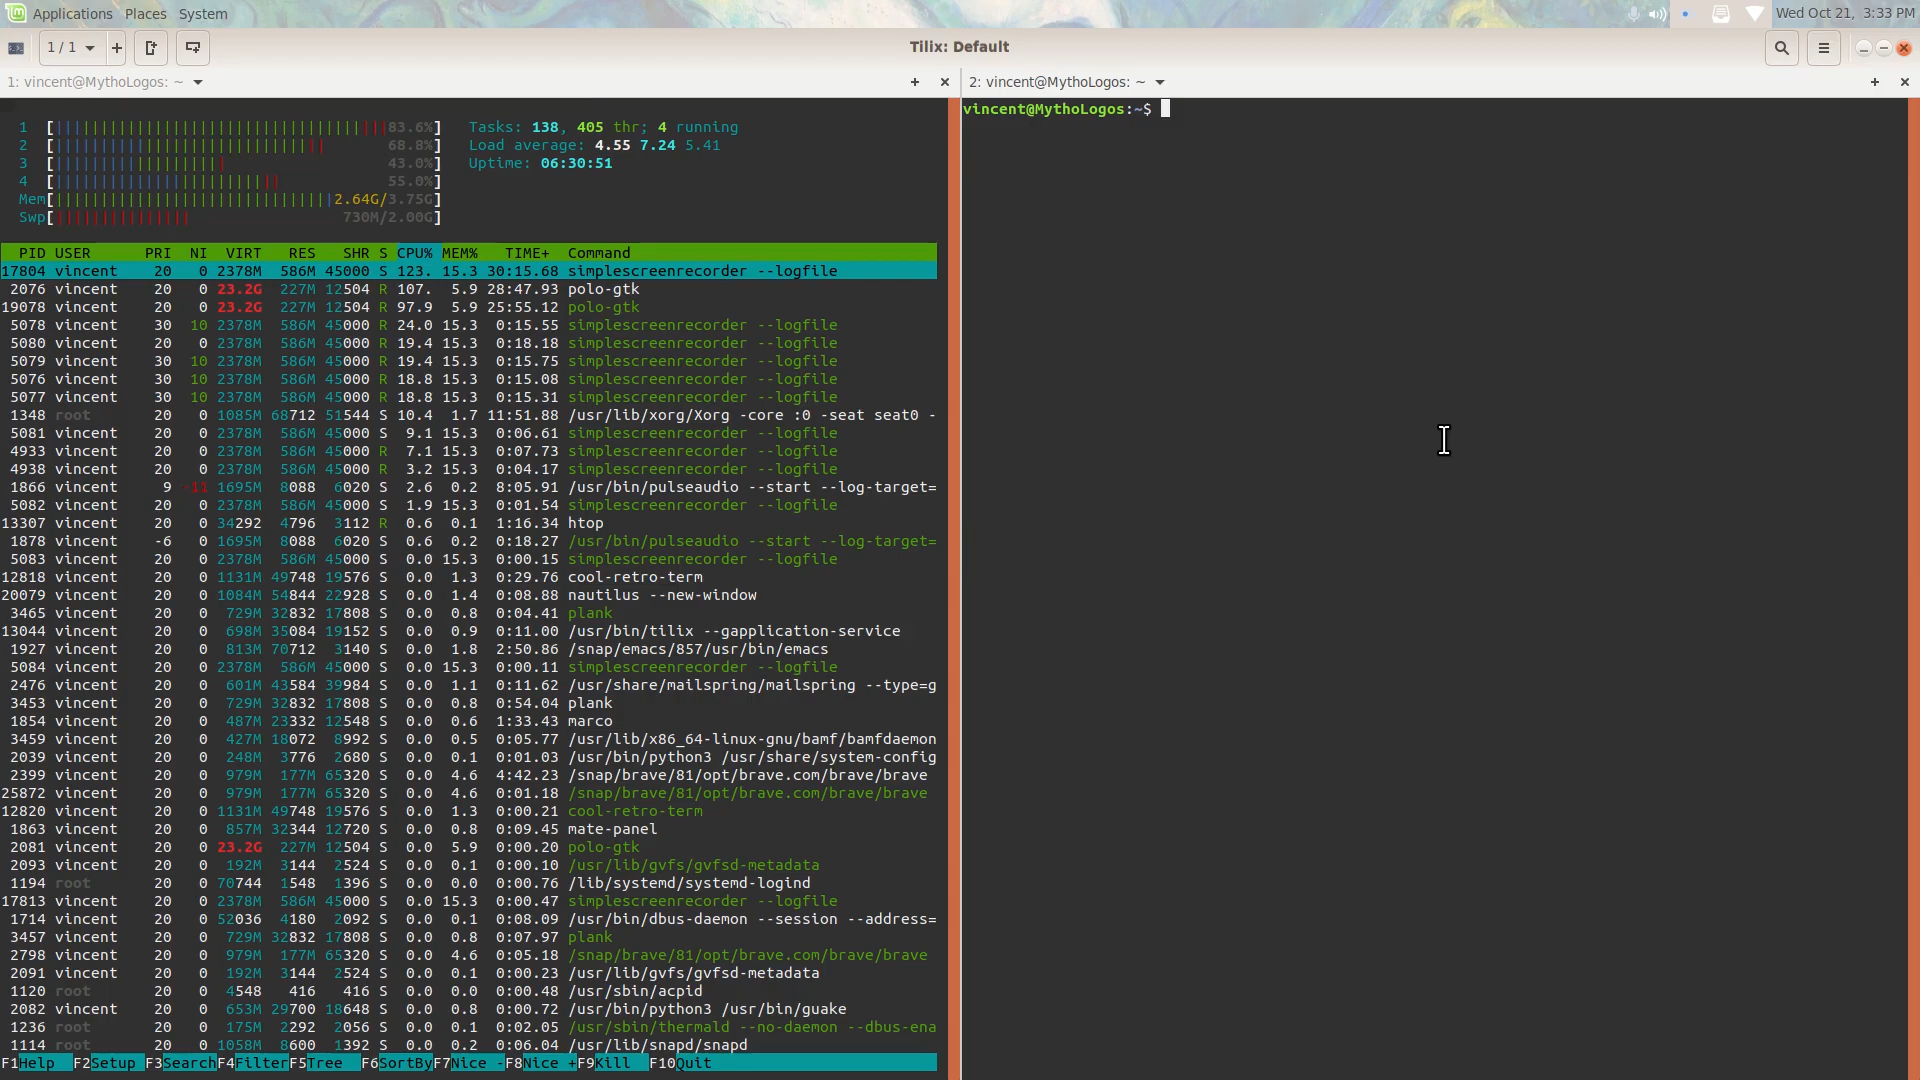 Applications Places System
Wed Oct 21, 3:33 PM
1 / 1
Tilix: Default
1: vincent@MythoLogos: ~
2: vincent@MythoLogos: ~
vincent@MythoLogos:~$
1 [83.6%] Tasks: 138, 405 thr; 4 running
2 [68.8%] Load average: 4.55 7.24 5.41
3 [43.0%] Uptime: 06:30:51
4 [55.0%]
Mem[2.64G/3.75G]
Swp[730M/2.00G]
PID USER PRI NI VIRT RES SHR S CPU% MEM% TIME+ Command
17804 vincent 20 0 2378M 586M 45000 S 123. 15.3 30:15.68 simplescreenrecorder --logfile
2076 vincent 20 0 23.2G 227M 12504 R 107. 5.9 28:47.93 polo-gtk
19078 vincent 20 0 23.2G 227M 12504 R 97.9 5.9 25:55.12 polo-gtk
5078 vincent 30 10 2378M 586M 45000 R 24.0 15.3 0:15.55 simplescreenrecorder --logfile
5080 vincent 20 0 2378M 586M 45000 R 19.4 15.3 0:18.18 simplescreenrecorder --logfile
5079 vincent 30 10 2378M 586M 45000 R 19.4 15.3 0:15.75 simplescreenrecorder --logfile
5076 vincent 30 10 2378M 586M 45000 R 18.8 15.3 0:15.08 simplescreenrecorder --logfile
5077 vincent 30 10 2378M 586M 45000 R 18.8 15.3 0:15.31 simplescreenrecorder --logfile
1348 root 20 0 1085M 68712 51544 S 10.4 1.7 11:51.88 /usr/lib/xorg/Xorg -core :0 -seat seat0 -
5081 vincent 20 0 2378M 586M 45000 S 9.1 15.3 0:06.61 simplescreenrecorder --logfile
4933 vincent 20 0 2378M 586M 45000 R 7.1 15.3 0:07.73 simplescreenrecorder --logfile
4938 vincent 20 0 2378M 586M 45000 R 3.2 15.3 0:04.17 simplescreenrecorder --logfile
1866 vincent 9 -11 1695M 8088 6020 S 2.6 0.2 8:05.91 /usr/bin/pulseaudio --start --log-target=
5082 vincent 20 0 2378M 586M 45000 S 1.9 15.3 0:01.54 simplescreenrecorder --logfile
13307 vincent 20 0 34292 4796 3112 R 0.6 0.1 1:16.34 htop
1878 vincent -6 0 1695M 8088 6020 S 0.6 0.2 0:18.27 /usr/bin/pulseaudio --start --log-target=
5083 vincent 20 0 2378M 586M 45000 S 0.0 15.3 0:00.15 simplescreenrecorder --logfile
12818 vincent 20 0 1131M 49748 19576 S 0.0 1.3 0:29.76 cool-retro-term
20079 vincent 20 0 1084M 54844 22928 S 0.0 1.4 0:08.88 nautilus --new-window
3465 vincent 20 0 729M 32832 17808 S 0.0 0.8 0:04.41 plank
13044 vincent 20 0 698M 35084 19152 S 0.0 0.9 0:11.00 /usr/bin/tilix --gapplication-service
1927 vincent 20 0 813M 70712 3140 S 0.0 1.8 2:50.86 /snap/emacs/857/usr/bin/emacs
5084 vincent 20 0 2378M 586M 45000 S 0.0 15.3 0:00.11 simplescreenrecorder --logfile
2476 vincent 20 0 601M 43584 39984 S 0.0 1.1 0:11.62 /usr/share/mailspring/mailspring --type=g
3453 vincent 20 0 729M 32832 17808 S 0.0 0.8 0:54.04 plank
1854 vincent 20 0 487M 23332 12548 S 0.0 0.6 1:33.43 marco
3459 vincent 20 0 427M 18072 8992 S 0.0 0.5 0:05.77 /usr/lib/x86_64-linux-gnu/bamf/bamfdaemon
2039 vincent 20 0 248M 3776 2680 S 0.0 0.1 0:01.03 /usr/bin/python3 /usr/share/system-config
2399 vincent 20 0 979M 177M 65320 S 0.0 4.6 4:42.23 /snap/brave/81/opt/brave.com/brave/brave
25872 vincent 20 0 979M 177M 65320 S 0.0 4.6 0:01.18 /snap/brave/81/opt/brave.com/brave/brave
12820 vincent 20 0 1131M 49748 19576 S 0.0 1.3 0:00.21 cool-retro-term
1863 vincent 20 0 857M 32344 12720 S 0.0 0.8 0:09.45 mate-panel
2081 vincent 20 0 23.2G 227M 12504 S 0.0 5.9 0:00.20 polo-gtk
2093 vincent 20 0 192M 3144 2524 S 0.0 0.1 0:00.10 /usr/lib/gvfs/gvfsd-metadata
1194 root 20 0 70744 1548 1396 S 0.0 0.0 0:00.76 /lib/systemd/systemd-logind
17813 vincent 20 0 2378M 586M 45000 S 0.0 15.3 0:00.47 simplescreenrecorder --logfile
1714 vincent 20 0 52036 4180 2092 S 0.0 0.1 0:08.09 /usr/bin/dbus-daemon --session --address=
3457 vincent 20 0 729M 32832 17808 S 0.0 0.8 0:07.97 plank
2798 vincent 20 0 979M 177M 65320 S 0.0 4.6 0:05.18 /snap/brave/81/opt/brave.com/brave/brave
2091 vincent 20 0 192M 3144 2524 S 0.0 0.1 0:00.23 /usr/lib/gvfs/gvfsd-metadata
1120 root 20 0 4548 416 416 S 0.0 0.0 0:00.48 /usr/sbin/acpid
2082 vincent 20 0 653M 29700 18648 S 0.0 0.8 0:00.72 /usr/bin/python3 /usr/bin/guake
1236 root 20 0 175M 2292 2056 S 0.0 0.1 0:02.05 /usr/sbin/thermald --no-daemon --dbus-ena
1114 root 20 0 1058M 8600 1392 S 0.0 0.2 0:06.04 /usr/lib/snapd/snapd
F1Help F2Setup F3SearchF4FilterF5Tree F6SortByF7Nice -F8Nice +F9Kill F10Quit